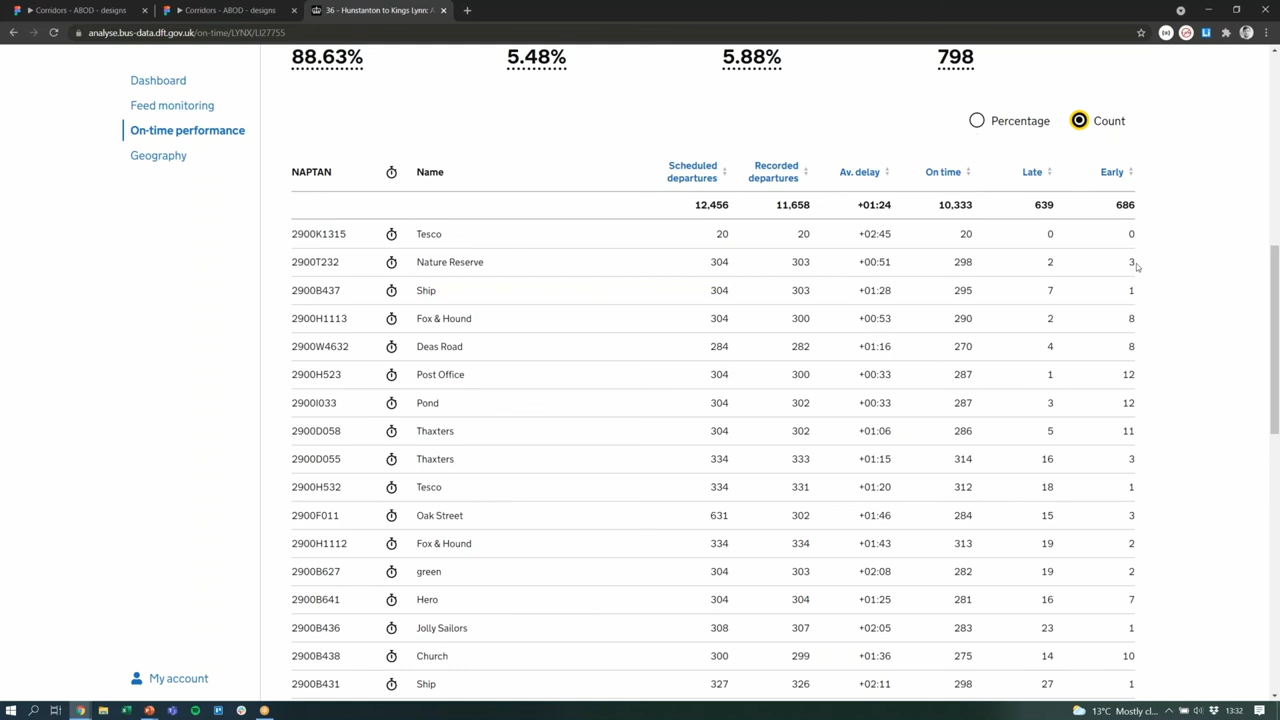 Corridors - ABOD - designs
Corridors - ABOD - designs
36 - Hunstanton to Kings Lynn: A
analyse.bus-data.dft.gov.uk/on-time/LYNX/LI27755
88.63% 5.48% 5.88% 798
Dashboard
Feed monitoring
On-time performance
Geography
Percentage Count
NAPTAN Name Scheduled departures Recorded departures Av. delay On time Late Early
12,456 11,658 +01:24 10,333 639 686
2900K1315 Tesco 20 20 +02:45 20 0 0
2900T232 Nature Reserve 304 303 +00:51 298 2 3
2900B437 Ship 304 303 +01:28 295 7 1
2900H1113 Fox & Hound 304 300 +00:53 290 2 8
2900W4632 Deas Road 284 282 +01:16 270 4 8
2900H523 Post Office 304 300 +00:33 287 1 12
2900I033 Pond 304 302 +00:33 287 3 12
2900D058 Thaxters 304 302 +01:06 286 5 11
2900D055 Thaxters 334 333 +01:15 314 16 3
2900H532 Tesco 334 331 +01:20 312 18 1
2900F011 Oak Street 631 302 +01:46 284 15 3
2900H1112 Fox & Hound 334 334 +01:43 313 19 2
2900B627 green 304 303 +02:08 282 19 2
2900B641 Hero 304 304 +01:25 281 16 7
2900B436 Jolly Sailors 308 307 +02:05 283 23 1
2900B438 Church 300 299 +01:36 275 14 10
2900B431 Ship 327 326 +02:11 298 27 1
My account
13°C Mostly cl... 13:32